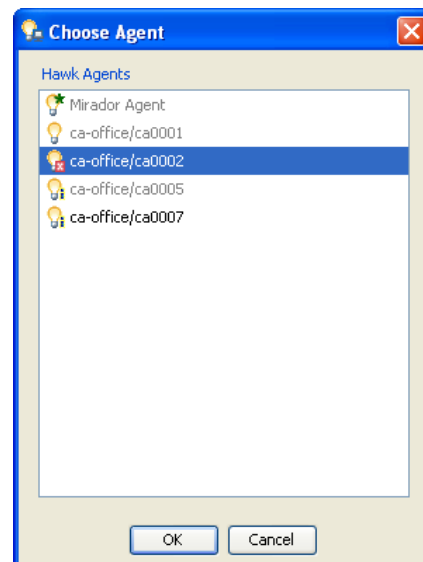 Choose Agent
Hawk Agents
Mirador Agent
ca-office/ca0001
ca-office/ca0002
ca-office/ca0005
ca-office/ca0007
OK Cancel